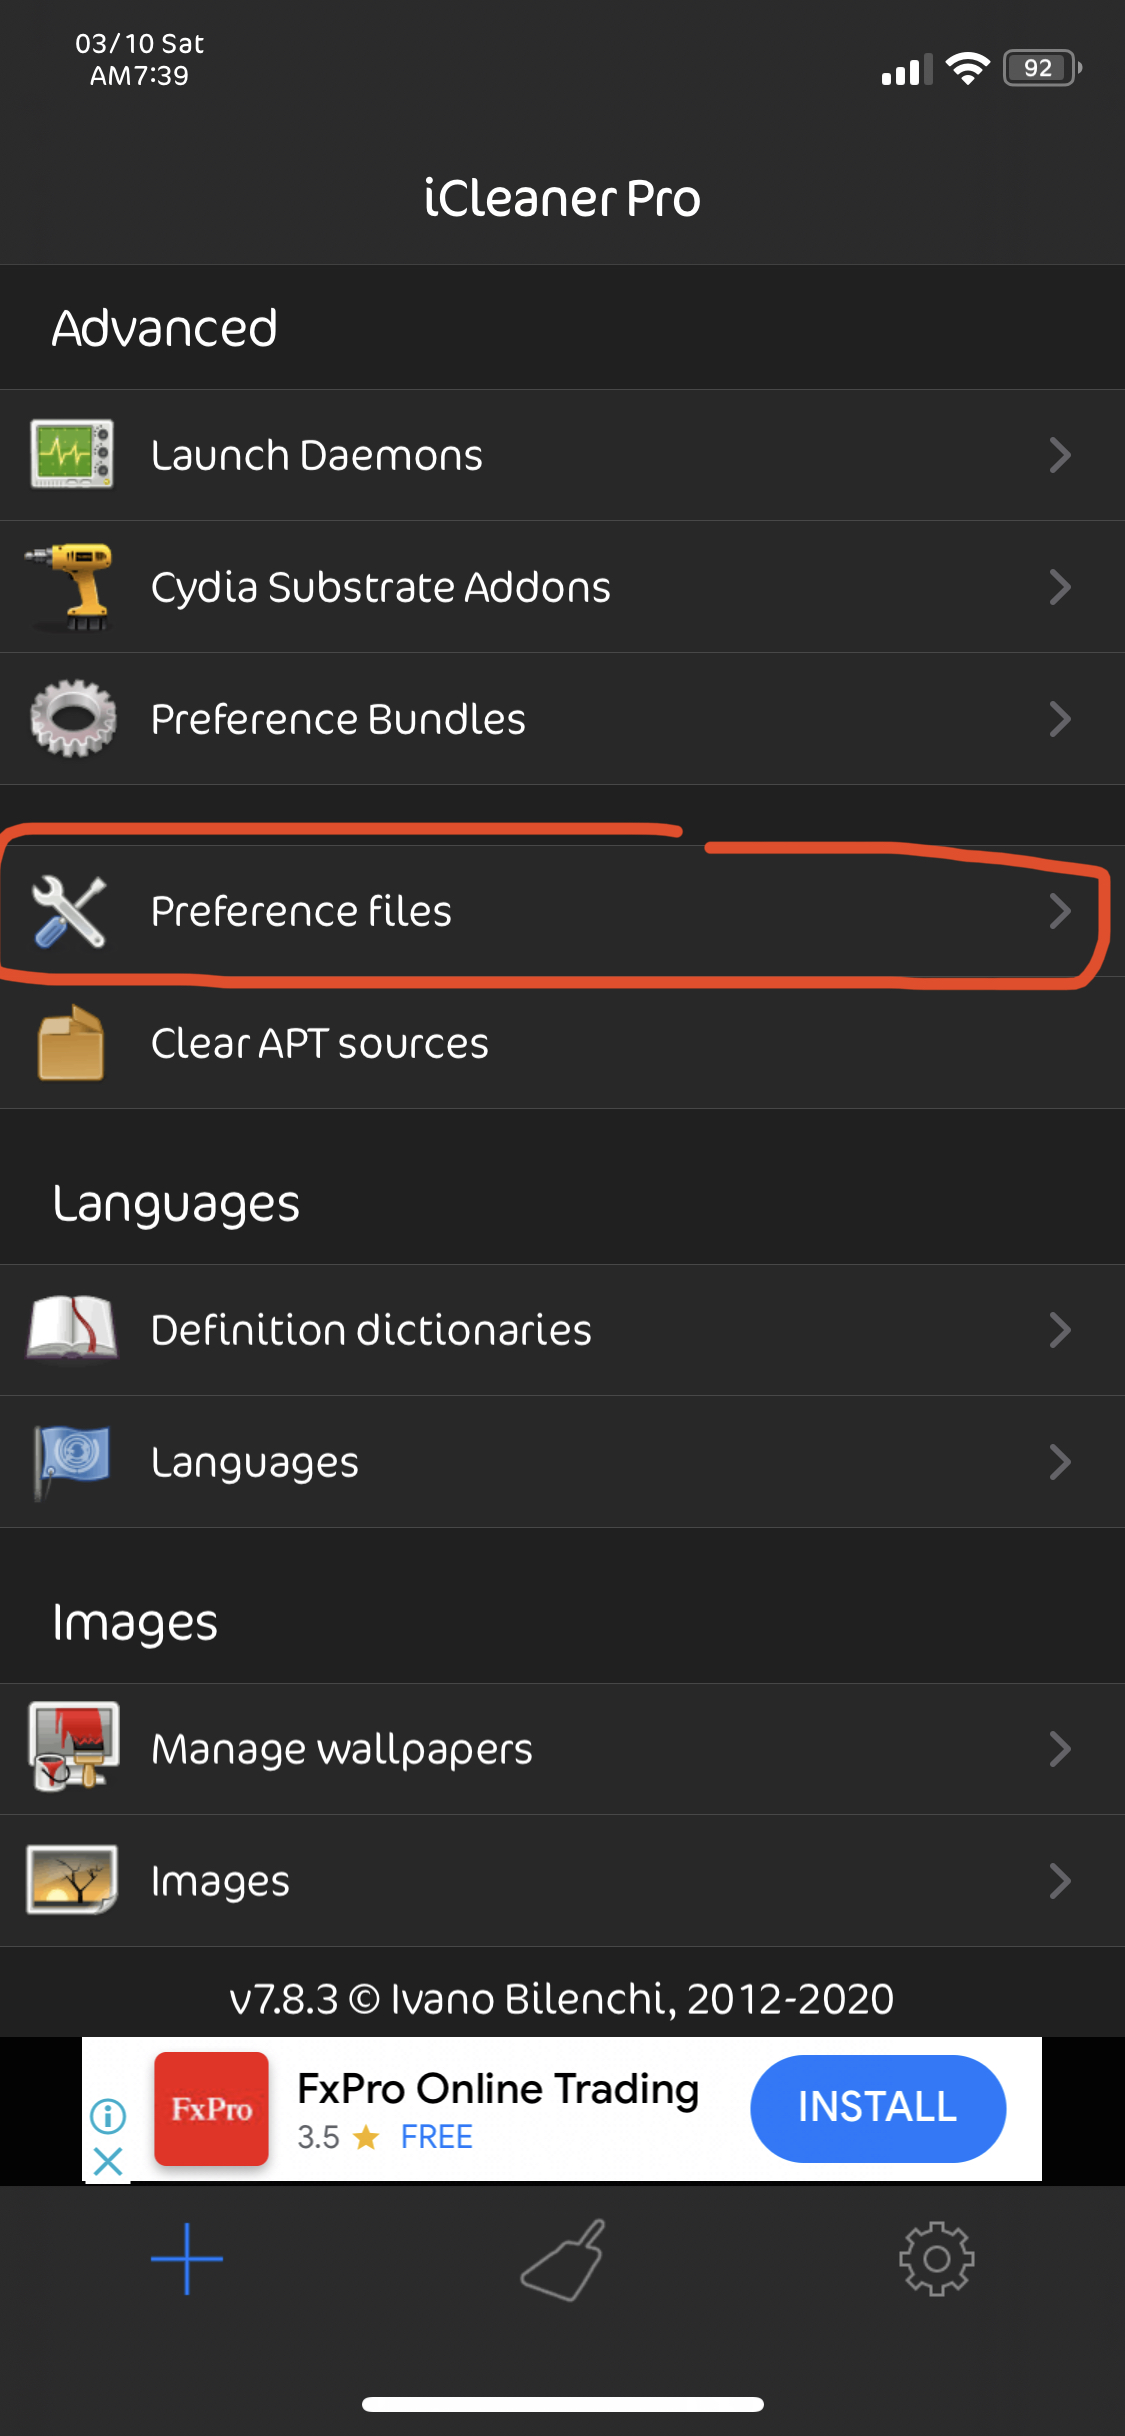 03/10 Sat
AM7:39
92
iCleaner Pro
Advanced
Launch Daemons
Cydia Substrate Addons
Preference Bundles
Preference files
Clear APT sources
Languages
Definition dictionaries
Languages
Images
Manage wallpapers
Images
v7.8.3 © Ivano Bilenchi, 2012-2020
FxPro
FxPro Online Trading
3.5 ★ FREE
INSTALL